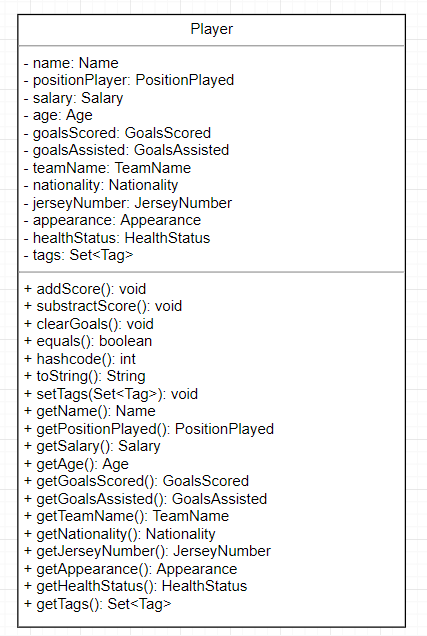 Player
- name: Name
- positionPlayer: PositionPlayed
- salary: Salary
- age: Age
- goalsScored: GoalsScored
- goalsAssisted: GoalsAssisted
- teamName: TeamName
- nationality: Nationality
- jerseyNumber: JerseyNumber
- appearance: Appearance
- healthStatus: HealthStatus
- tags: Set<Tag>
+ addScore(): void
+ substractScore(): void
+ clearGoals(): void
+ equals(): boolean
+ hashcode(): int
+ toString(): String
+ setTags(Set<Tag>): void
+ getName(): Name
+ getPositionPlayed(): PositionPlayed
+ getSalary(): Salary
+ getAge(): Age
+ getGoalsScored(): GoalsScored
+ getGoalsAssisted(): GoalsAssisted
+ getTeamName(): TeamName
+ getNationality(): Nationality
+ getJerseyNumber(): JerseyNumber
+ getAppearance(): Appearance
+ getHealthStatus(): HealthStatus
+ getTags(): Set<Tag>